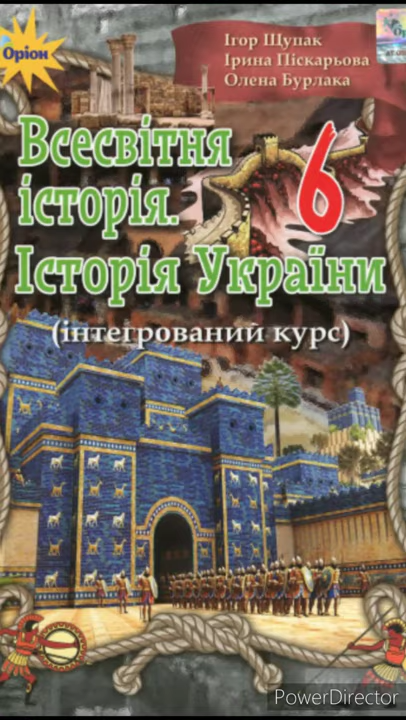 Оріон
Ігор Щупак
Ірина Піскарьова
Олена Бурлака
Всесвітня
історія.
6
Історія України
(інтегрований курс)
PowerDirector